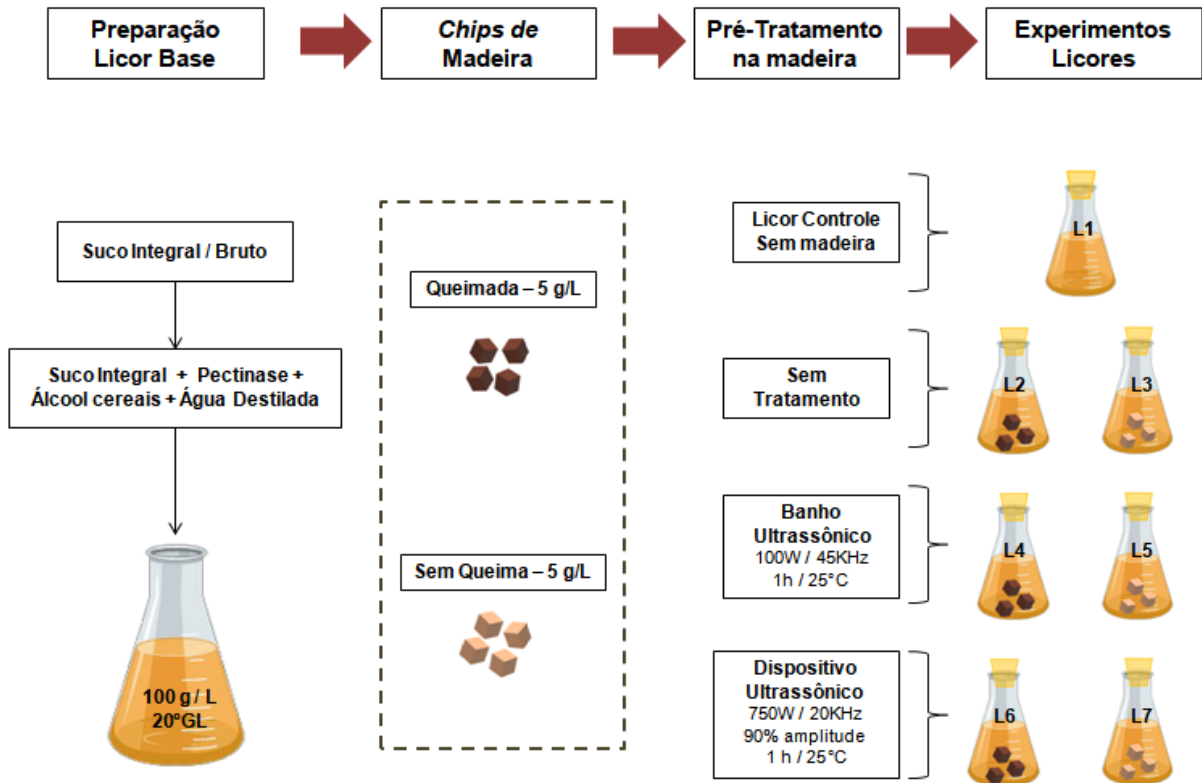 Preparação
Licor Base
Chips de
Madeira
Pré-Tratamento
na madeira
Experimentos
Licores
Suco Integral / Bruto
Suco Integral + Pectinase +
Álcool cereais + Água Destilada
100 g / L
20ºGL
Queimada – 5 g/L
Sem Queima – 5 g/L
Licor Controle
Sem madeira
L1
Sem
Tratamento
L2
L3
Banho
Ultrassônico
100W / 45KHz
1h / 25°C
L4
L5
Dispositivo
Ultrassônico
750W / 20KHz
90% amplitude
1 h / 25°C
L6
L7